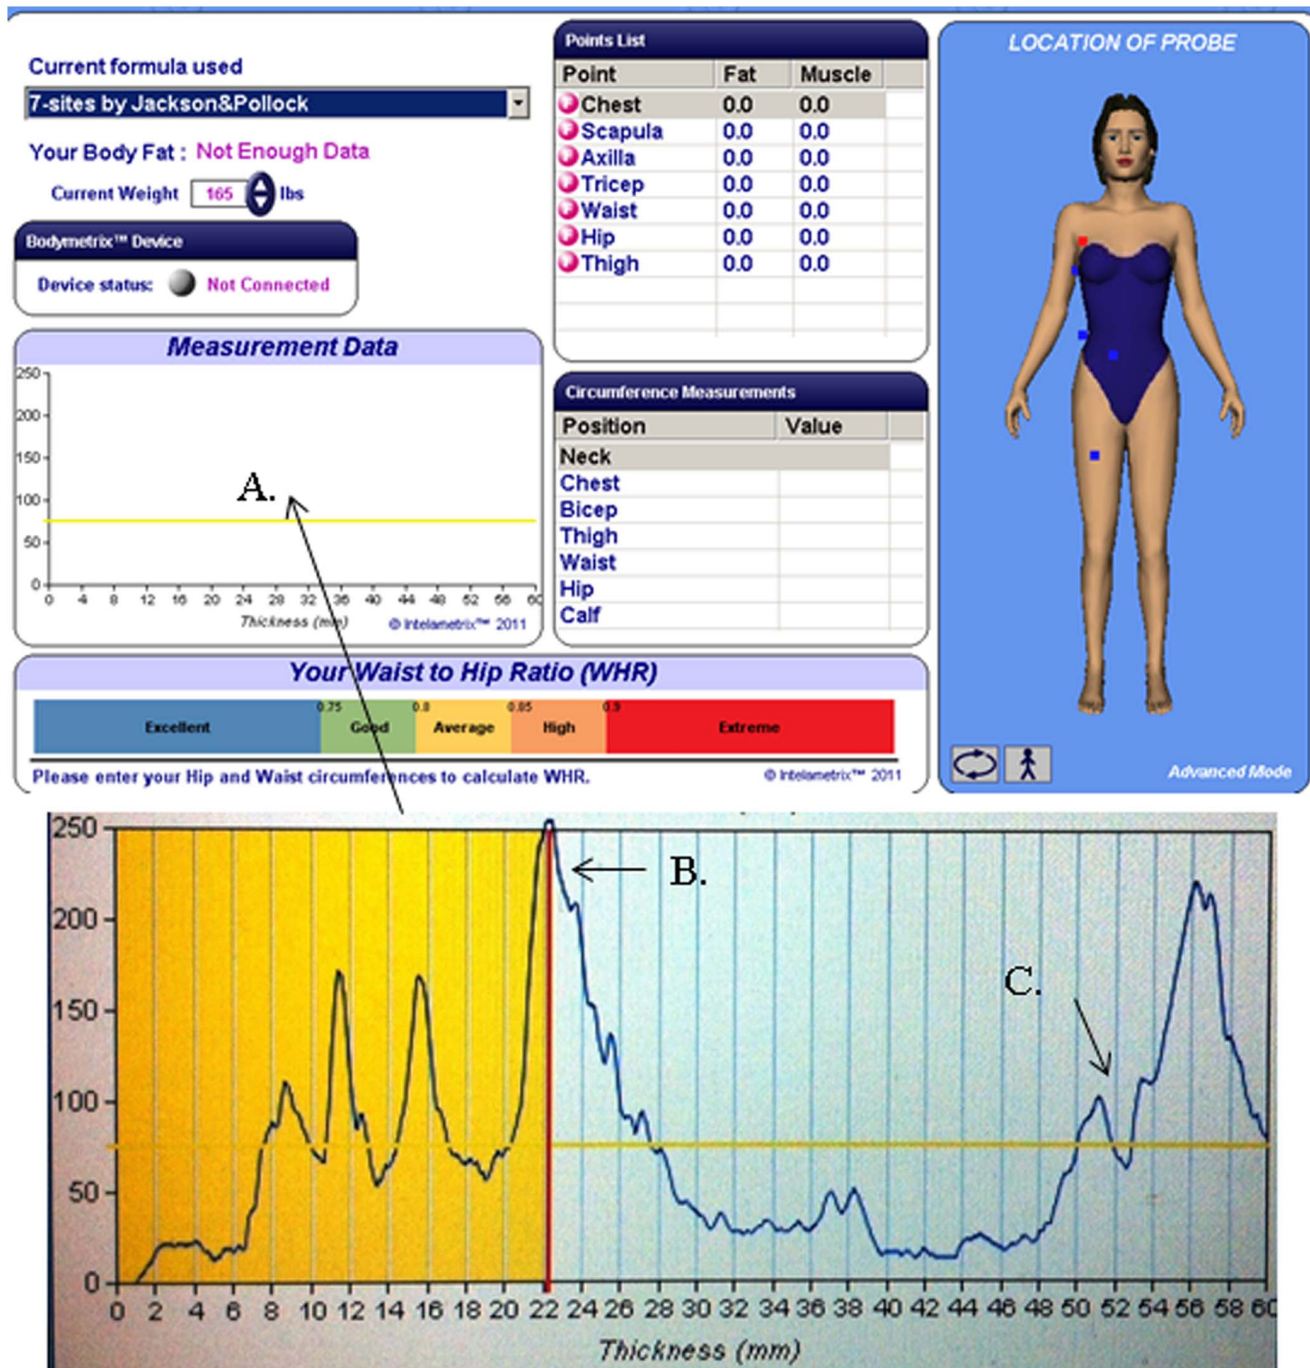 Current formula used
7-sites by Jackson&Pollock
Your Body Fat : Not Enough Data
Current Weight 165 lbs
Bodymetrix™ Device
Device status: Not Connected
Points List
Point Fat Muscle
Chest 0.0 0.0
Scapula 0.0 0.0
Axilla 0.0 0.0
Tricep 0.0 0.0
Waist 0.0 0.0
Hip 0.0 0.0
Thigh 0.0 0.0
LOCATION OF PROBE
Advanced Mode
Measurement Data
250
200
150
100
50
0
A.
0 4 8 12 16 20 24 28 32 36 40 44 48 52 56 60
Thickness (mm)
© Intelametrix™ 2011
Circumference Measurements
Position Value
Neck
Chest
Bicep
Thigh
Waist
Hip
Calf
Your Waist to Hip Ratio (WHR)
0.75 0.8 0.85 0.9
Excellent Good Average High Extreme
Please enter your Hip and Waist circumferences to calculate WHR.
© Intelametrix™ 2011
250
200
150
100
50
0
B.
C.
0 2 4 6 8 10 12 14 16 18 20 22 24 26 28 30 32 34 36 38 40 42 44 46 48 50 52 54 56 58 60
Thickness (mm)